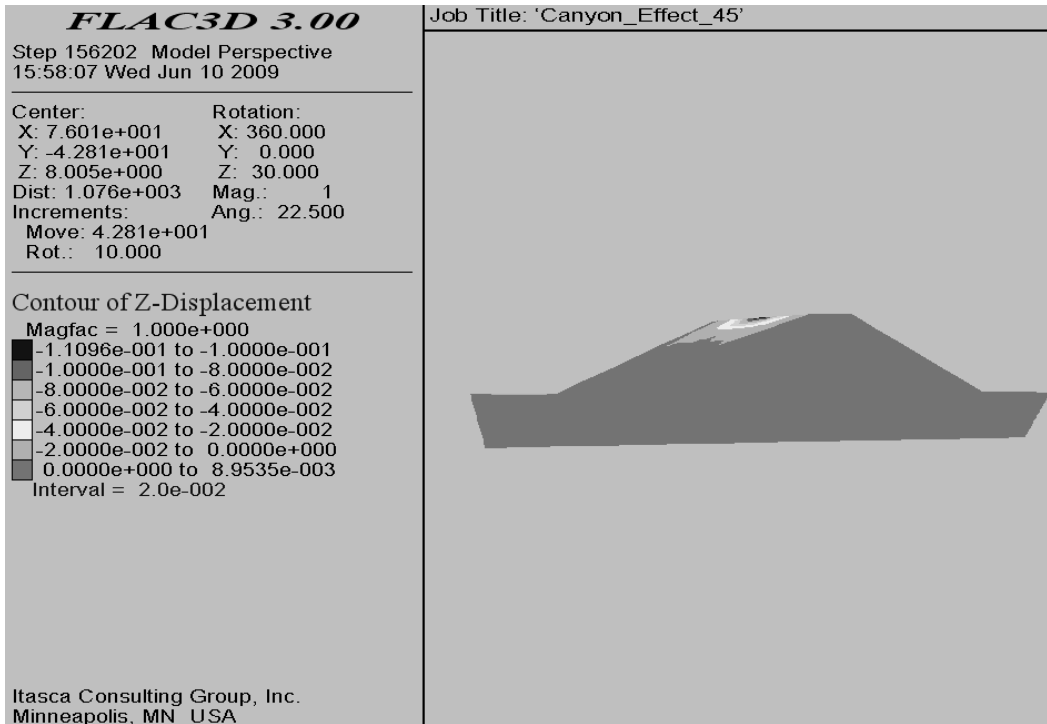 FLAC3D 3.00
Step 156202 Model Perspective
15:58:07 Wed Jun 10 2009
Center: Rotation:
X: 7.601e+001 X: 360.000
Y: -4.281e+001 Y: 0.000
Z: 8.005e+000 Z: 30.000
Dist: 1.076e+003 Mag.: 1
Increments: Ang.: 22.500
Move: 4.281e+001
Rot.: 10.000
Contour of Z-Displacement
Magfac = 1.000e+000
-1.1096e-001 to -1.0000e-001
-1.0000e-001 to -8.0000e-002
-8.0000e-002 to -6.0000e-002
-6.0000e-002 to -4.0000e-002
-4.0000e-002 to -2.0000e-002
-2.0000e-002 to 0.0000e+000
0.0000e+000 to 8.9535e-003
Interval = 2.0e-002
Itasca Consulting Group, Inc.
Minneapolis, MN USA
Job Title: 'Canyon_Effect_45'